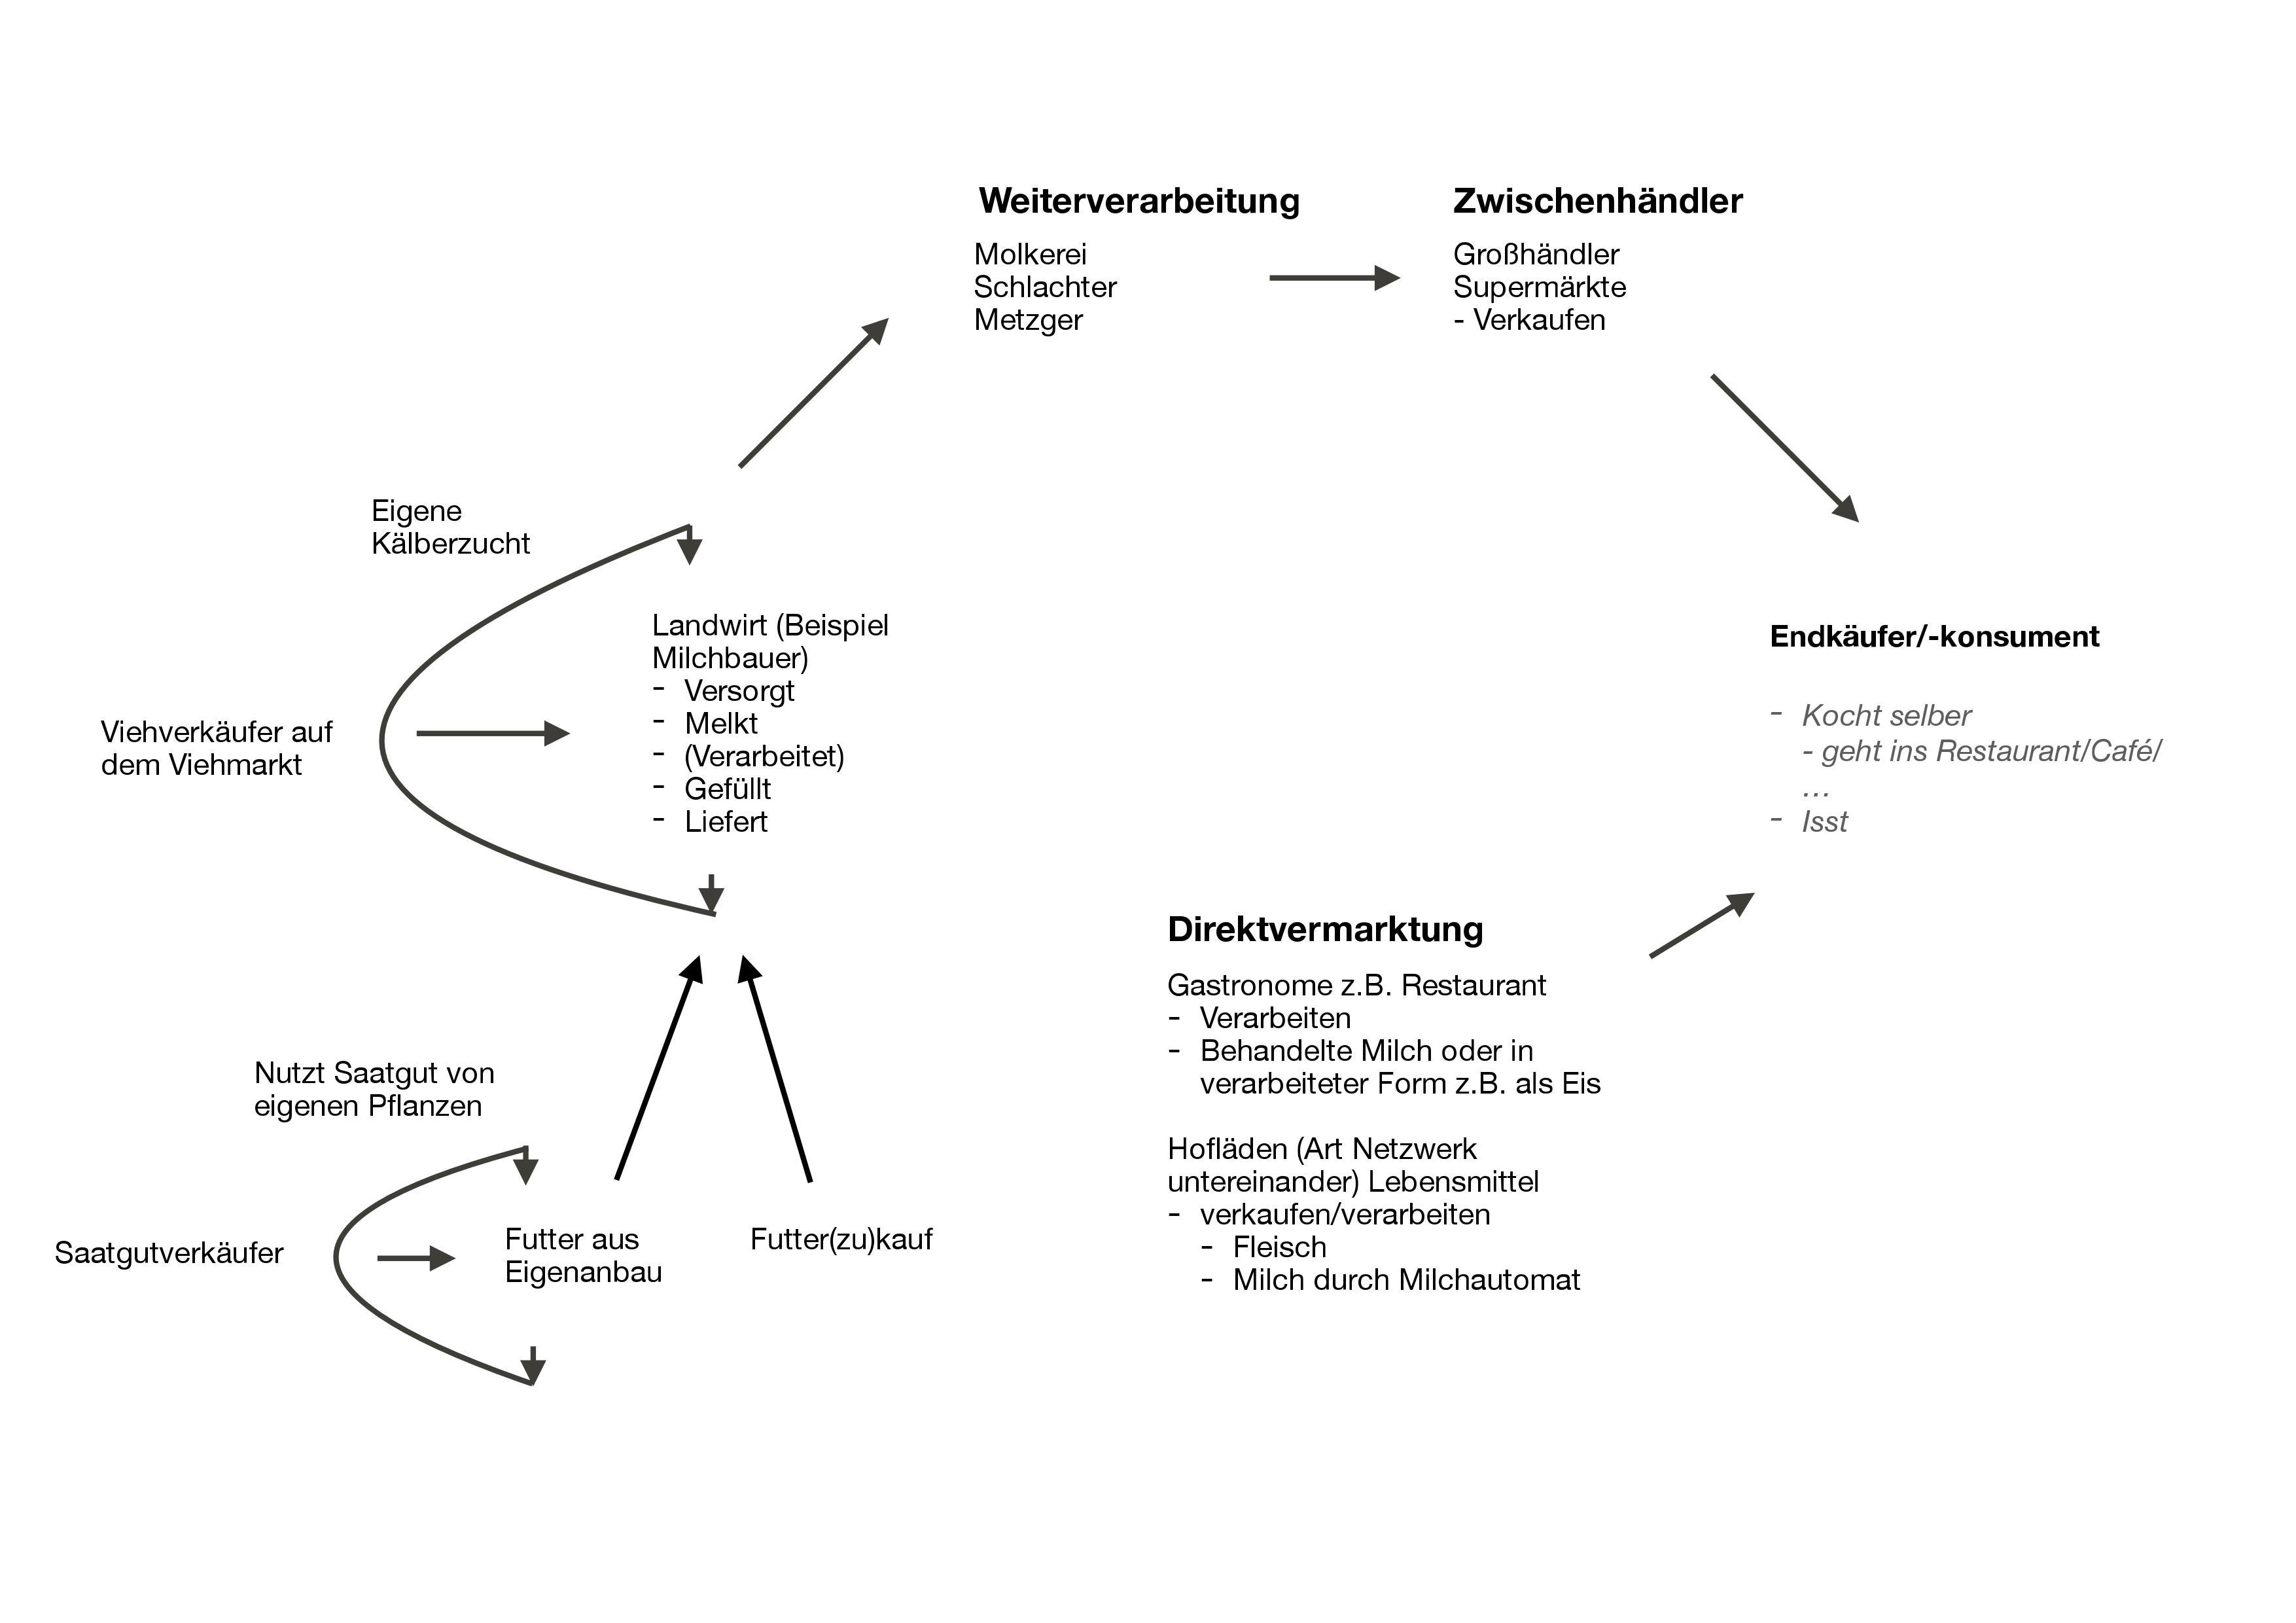 Weiterverarbeitung
Molkerei
Schlachter
Metzger
Zwischenhändler
Großhändler
Supermärkte
- Verkaufen
Eigene
Kälberzucht
Landwirt (Beispiel
Milchbauer)
- Versorgt
- Melkt
- (Verarbeitet)
- Gefüllt
- Liefert
Viehverkäufer auf
dem Viehmarkt
Endkäufer/-konsument
- Kocht selber
- geht ins Restaurant/Café/
...
- Isst
Direktvermarktung
Gastronome z.B. Restaurant
- Verarbeiten
- Behandelte Milch oder in
verarbeiteter Form z.B. als Eis
Hofläden (Art Netzwerk
untereinander) Lebensmittel
- verkaufen/verarbeiten
- Fleisch
- Milch durch Milchautomat
Nutzt Saatgut von
eigenen Pflanzen
Saatgutverkäufer
Futter aus
Eigenanbau
Futter(zu)kauf